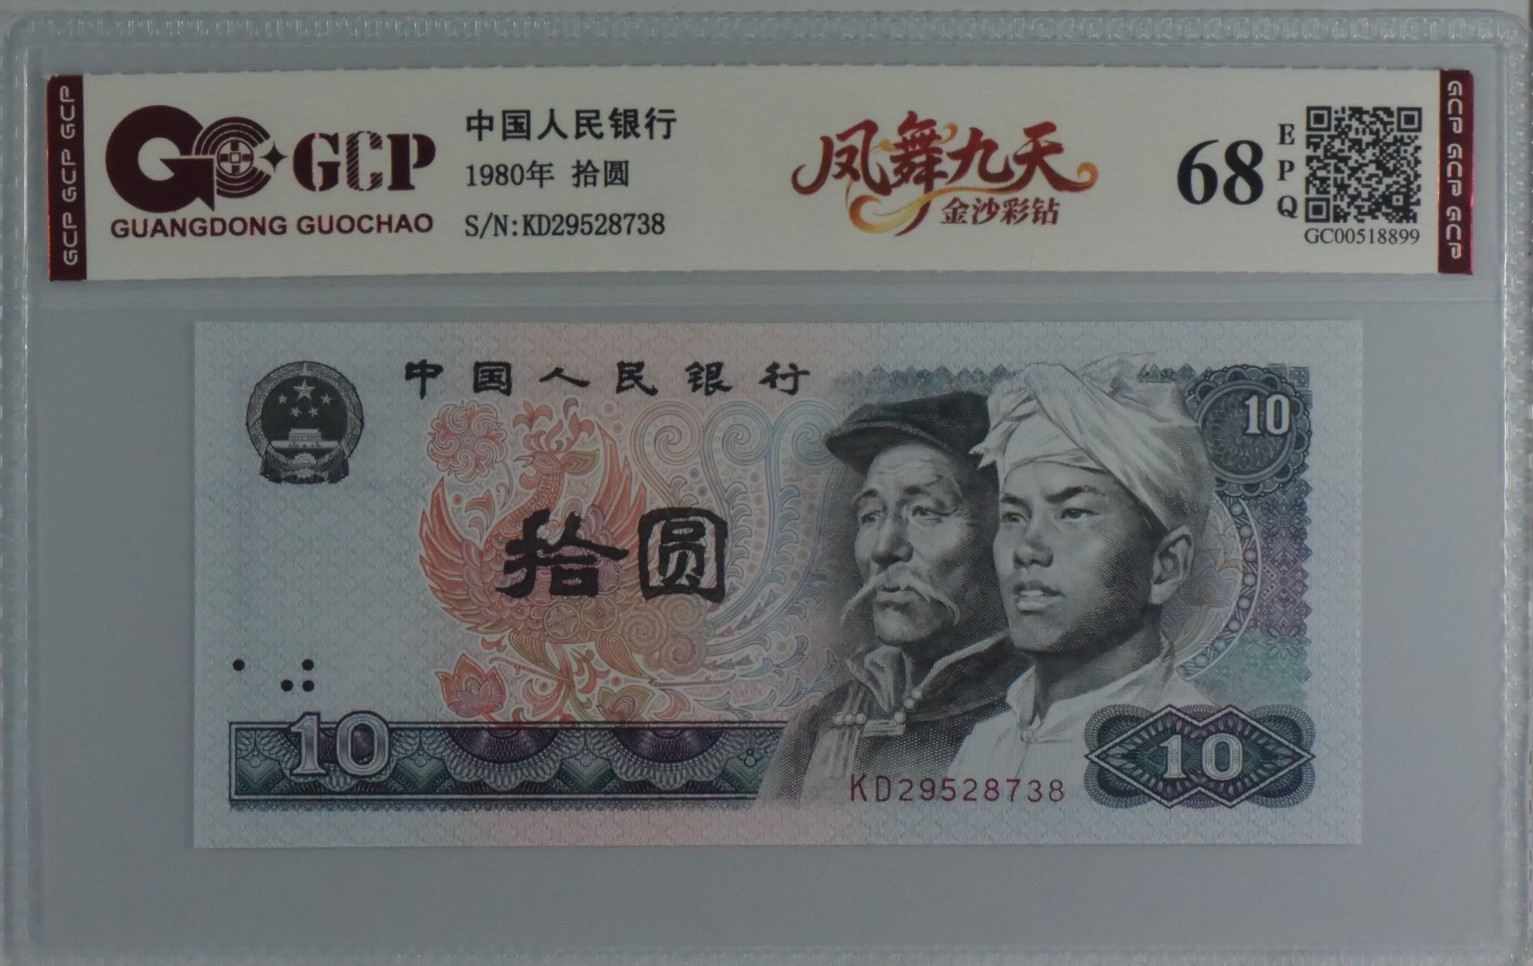 GCP GCP GCP
GCP
GUANGDONG GUOCHAO
中国人民银行
1980年 拾圆
S/N:KD29528738
凤舞九天
金沙彩钻
68
EPQ
GC00518899
GCP GCP GCP
中国人民银行
10
拾圆
10
KD29528738
10